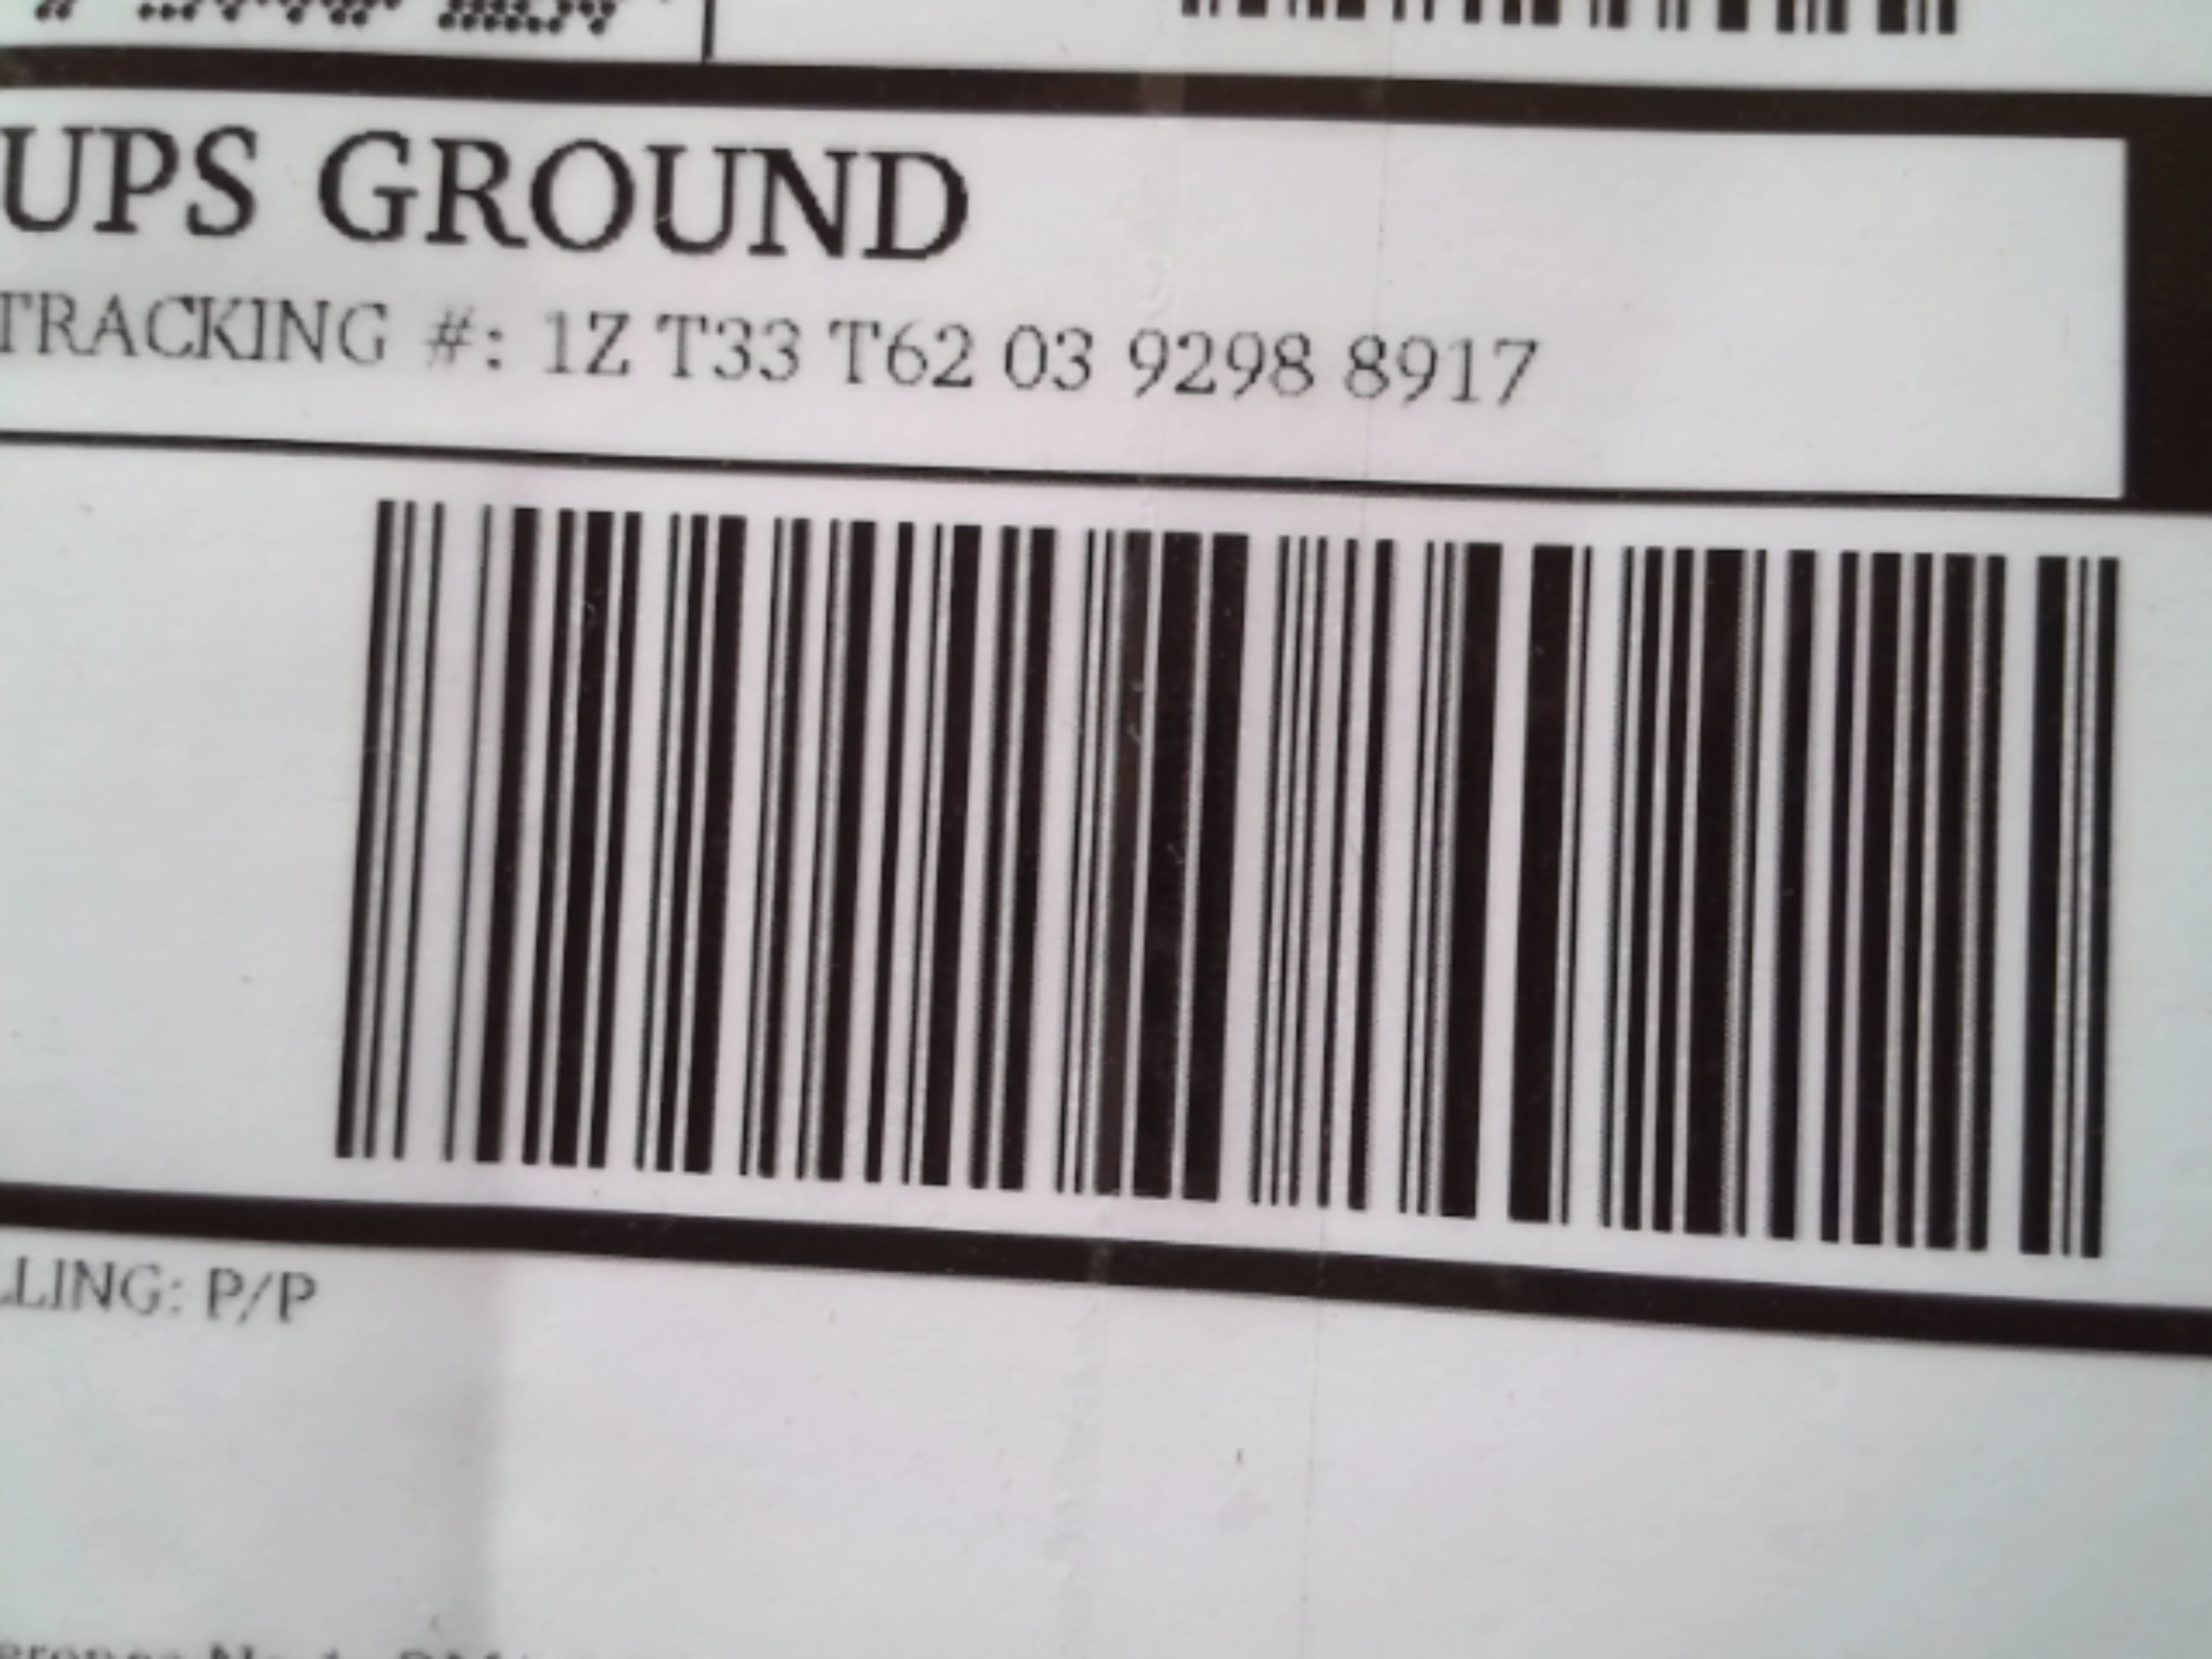 UPS GROUND
TRACKING #: 1Z T33 T62 03 9298 8917
LLING: P/P